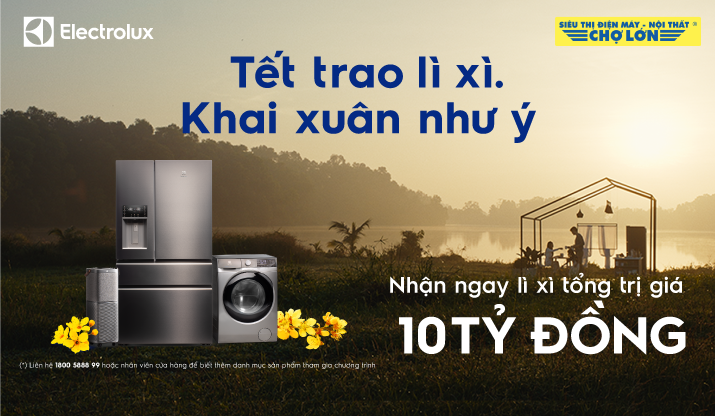 Electrolux
SIÊU THỊ ĐIỆN MÁY - NỘI THẤT ®
CHỢ LỚN
Tết trao lì xì.
Khai xuân như ý
Nhận ngay lì xì tổng trị giá
10 TỶ ĐỒNG
(*) Liên hệ 1800 5888 99 hoặc nhân viên cửa hàng để biết thêm danh mục sản phẩm tham gia chương trình